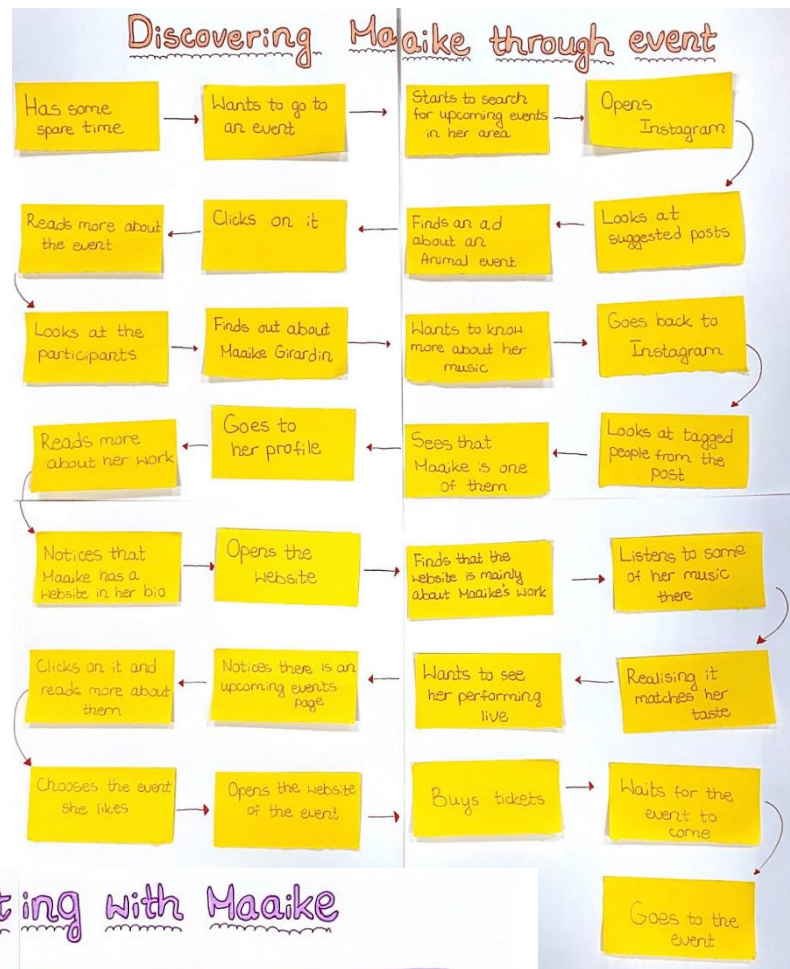 Discovering Maaike through event
Has some
spare time
Wants to go to
an event
Starts to search
for upcoming events
in her area
Opens
Instagram
Looks at
suggested posts
Finds an ad
about an
Animal event
Clicks on it
Reads more about
the event
Looks at the
participants
Finds out about
Maaike Girardin
Wants to know
more about her
music
Goes back to
Instagram
Looks at tagged
people from the
post
Sees that
Maaike is one
of them
Goes to
her profile
Reads more
about her work
Notices that
Maaike has a
website in her bio
Opens the
website
Finds that the
website is mainly
about Maaike's work
Listens to some
of her music
there
Realising it
matches her
taste
Wants to see
her performing
live
Notices there is an
upcoming events
page
Clicks on it and
reads more about
them
Chooses the event
she likes
Opens the website
of the event
Buys tickets
Waits for the
event to
come
Goes to the
event
ting with Maaike